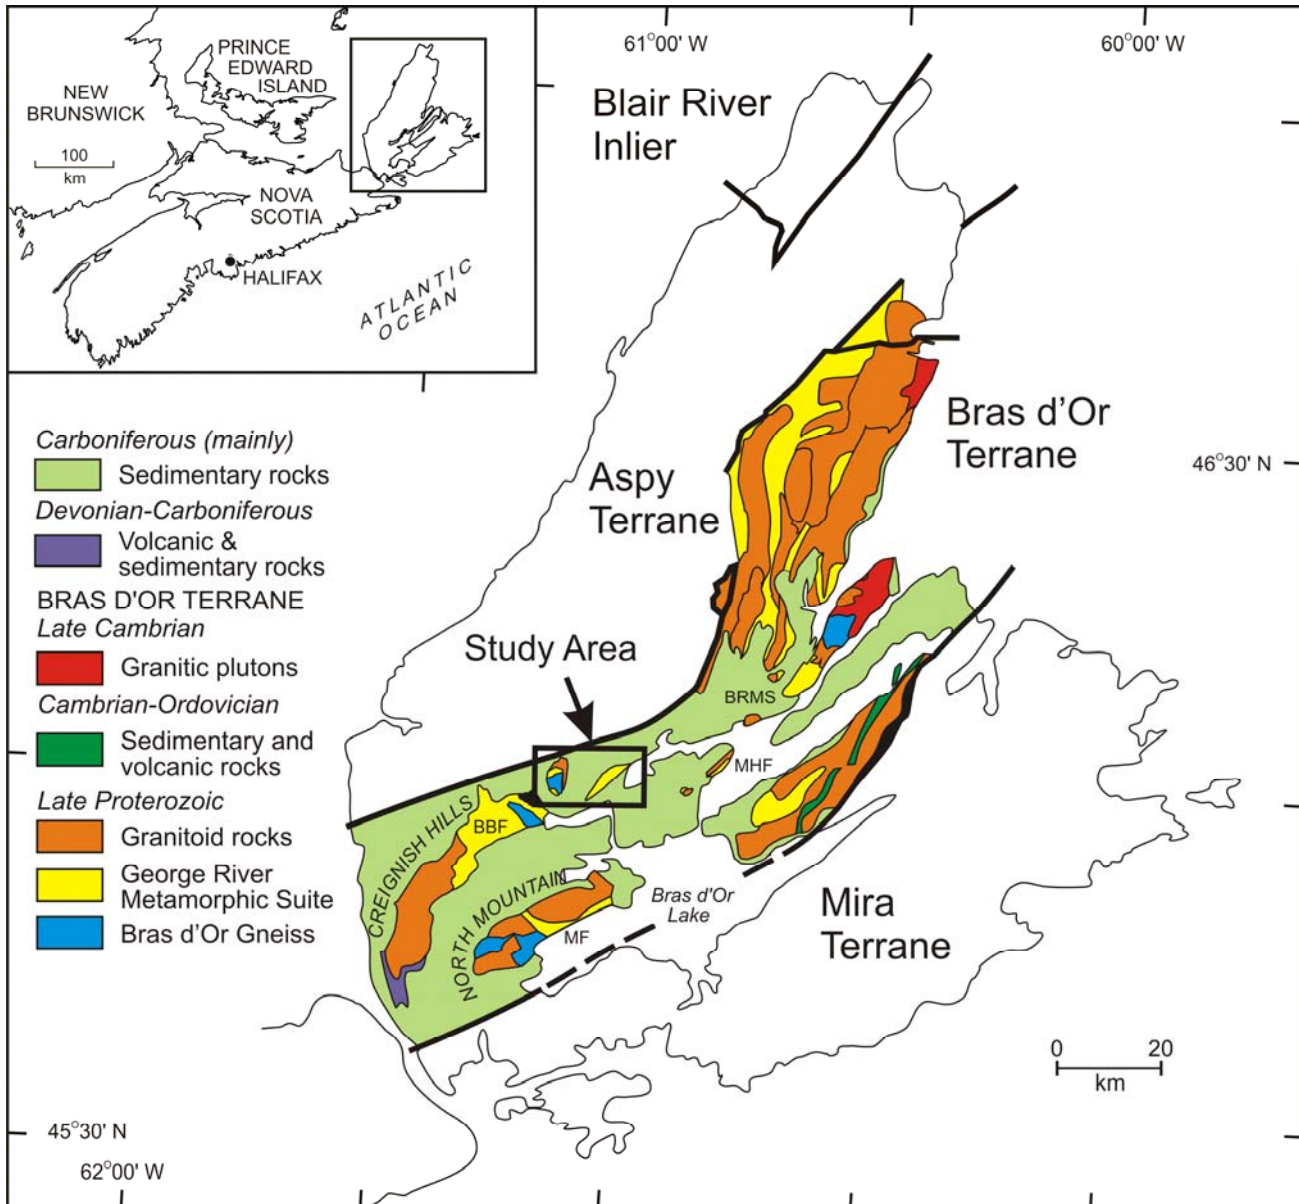 PRINCE
EDWARD
ISLAND
NEW
BRUNSWICK
100
km
NOVA
SCOTIA
HALIFAX
ATLANTIC
OCEAN
61°00' W
60°00' W
Blair River
Inlier
Bras d'Or
Terrane
46°30' N
Aspy
Terrane
Study Area
BRMS
MHF
BBF
CREIGNISH HILLS
NORTH MOUNTAIN
MF
Bras d'Or
Lake
Mira
Terrane
0 20
km
45°30' N
62°00' W
Carboniferous (mainly)
Sedimentary rocks
Devonian-Carboniferous
Volcanic &
sedimentary rocks
BRAS D'OR TERRANE
Late Cambrian
Granitic plutons
Cambrian-Ordovician
Sedimentary and
volcanic rocks
Late Proterozoic
Granitoid rocks
George River
Metamorphic Suite
Bras d'Or Gneiss